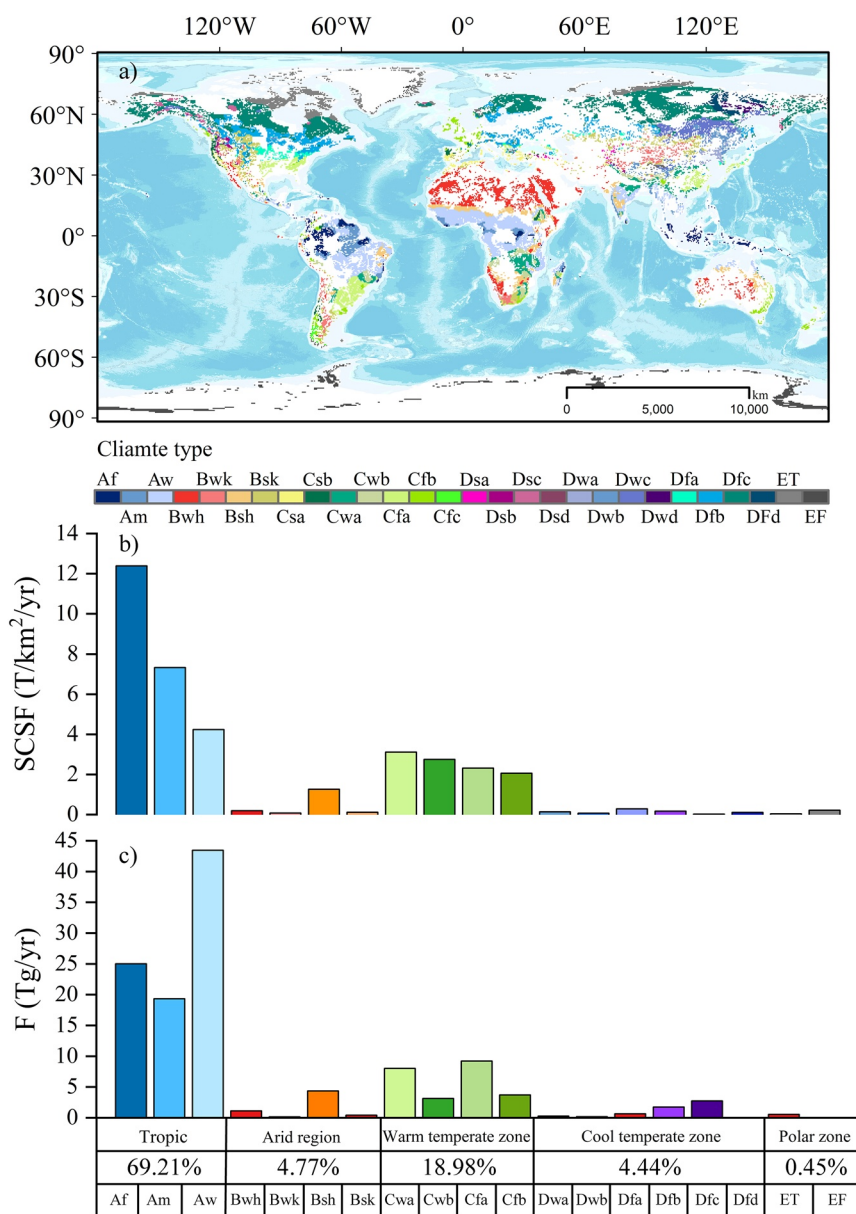 120°W 60°W 0° 60°E 120°E
90°
a)
60°N
30°N
0°
30°S
60°S
90°
km
0 5,000 10,000
Cliamte type
Af Aw Bwk Bsk Csb Cwb Cfb Dsa Dsc Dwa Dwc Dfa Dfc ET
Am Bwh Bsh Csa Cwa Cfa Cfc Dsb Dsd Dwb Dwd Dfb DFd EF
b)
SCSF (T/km²/yr)
14
12
10
8
6
4
2
0
c)
F (Tg/yr)
45
40
35
30
25
20
15
10
5
0
Tropic Arid region Warm temperate zone Cool temperate zone Polar zone
69.21% 4.77% 18.98% 4.44% 0.45%
Af Am Aw Bwh Bwk Bsh Bsk Cwa Cwb Cfa Cfb Dwa Dwb Dfa Dfb Dfc Dfd ET EF